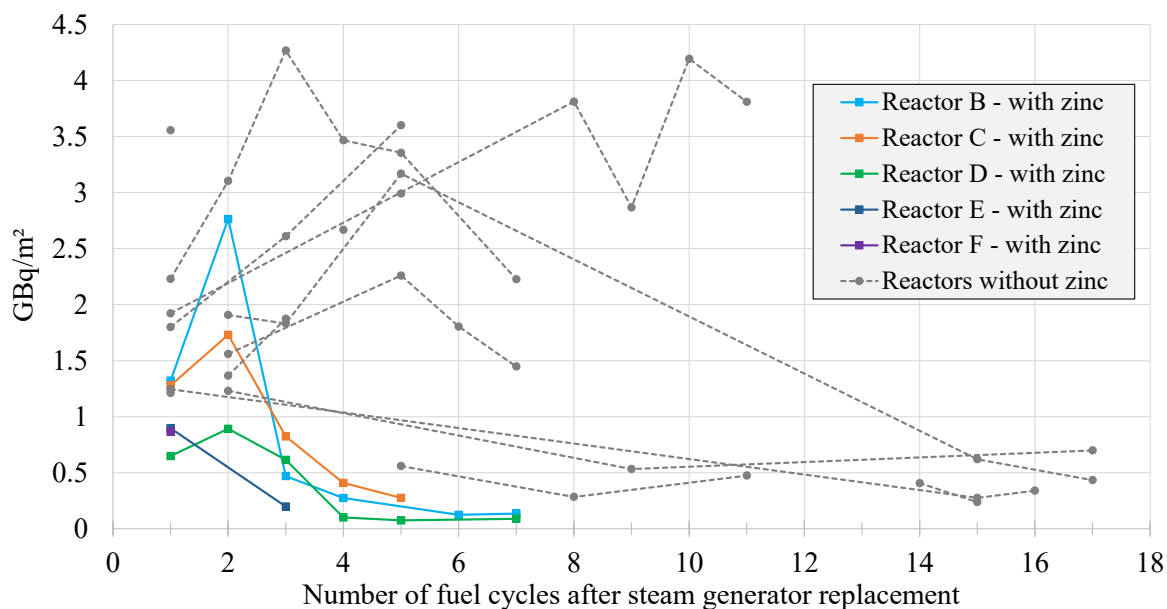 4.5
4
3.5
3
2.5
2
1.5
1
0.5
0
GBq/m²
0 2 4 6 8 10 12 14 16 18
Number of fuel cycles after steam generator replacement
Reactor B - with zinc
Reactor C - with zinc
Reactor D - with zinc
Reactor E - with zinc
Reactor F - with zinc
Reactors without zinc